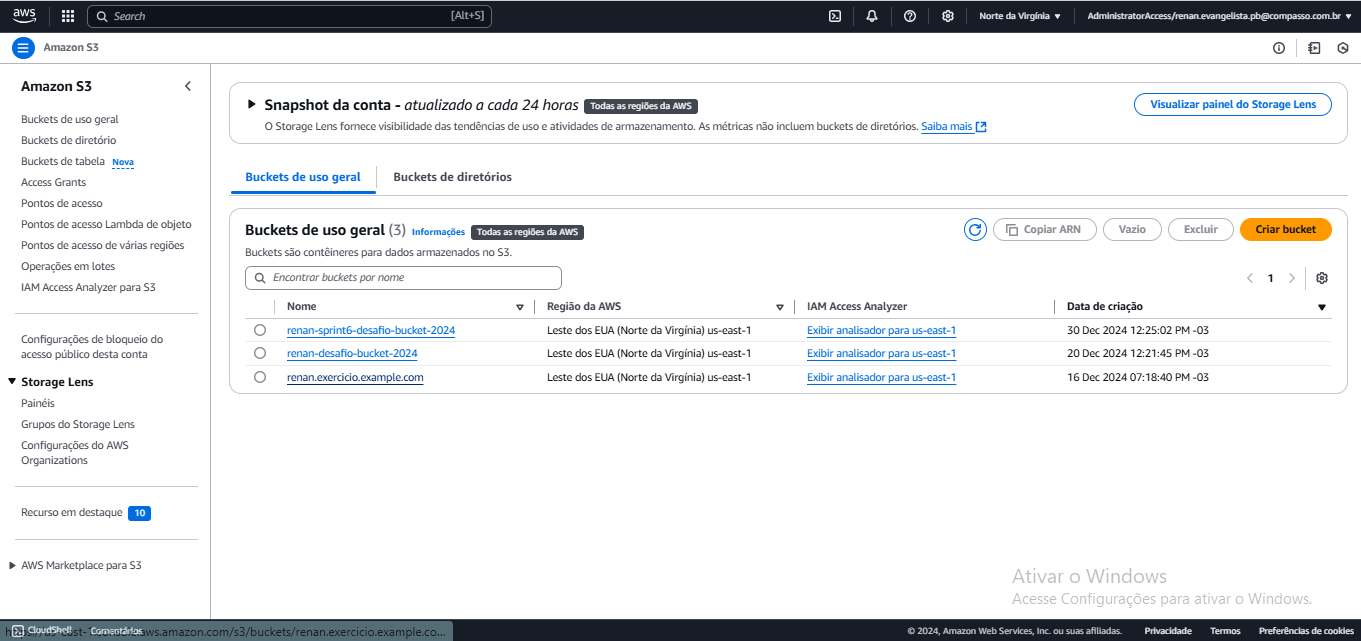 aws
Search
[Alt+S]
Norte da Virgínia
AdministratorAccess/renan.evangelista.pb@compasso.com.br
Amazon S3
Amazon S3
Buckets de uso geral
Buckets de diretório
Buckets de tabela Nova
Access Grants
Pontos de acesso
Pontos de acesso Lambda de objeto
Pontos de acesso de várias regiões
Operações em lotes
IAM Access Analyzer para S3
Configurações de bloqueio do
acesso público desta conta
Storage Lens
Painéis
Grupos do Storage Lens
Configurações do AWS
Organizations
Recurso em destaque 10
AWS Marketplace para S3
Snapshot da conta - atualizado a cada 24 horas Todas as regiões da AWS
Visualizar painel do Storage Lens
O Storage Lens fornece visibilidade das tendências de uso e atividades de armazenamento. As métricas não incluem buckets de diretórios. Saiba mais
Buckets de uso geral
Buckets de diretórios
Buckets de uso geral (3) Informações Todas as regiões da AWS
Copiar ARN
Vazio
Excluir
Criar bucket
Buckets são contêineres para dados armazenados no S3.
Encontrar buckets por nome
1
Nome Região da AWS IAM Access Analyzer Data de criação
renan-sprint6-desafio-bucket-2024 Leste dos EUA (Norte da Virgínia) us-east-1 Exibir analisador para us-east-1 30 Dec 2024 12:25:02 PM -03
renan-desafio-bucket-2024 Leste dos EUA (Norte da Virgínia) us-east-1 Exibir analisador para us-east-1 20 Dec 2024 12:21:45 PM -03
renan.exercicio.example.com Leste dos EUA (Norte da Virgínia) us-east-1 Exibir analisador para us-east-1 16 Dec 2024 07:18:40 PM -03
Ativar o Windows
Acesse Configurações para ativar o Windows.
CloudShell Comentários
aws.amazon.com/s3/buckets/renan.exercicio.example.co...
© 2024, Amazon Web Services, Inc. ou suas afiliadas. Privacidade Termos Preferências de cookies